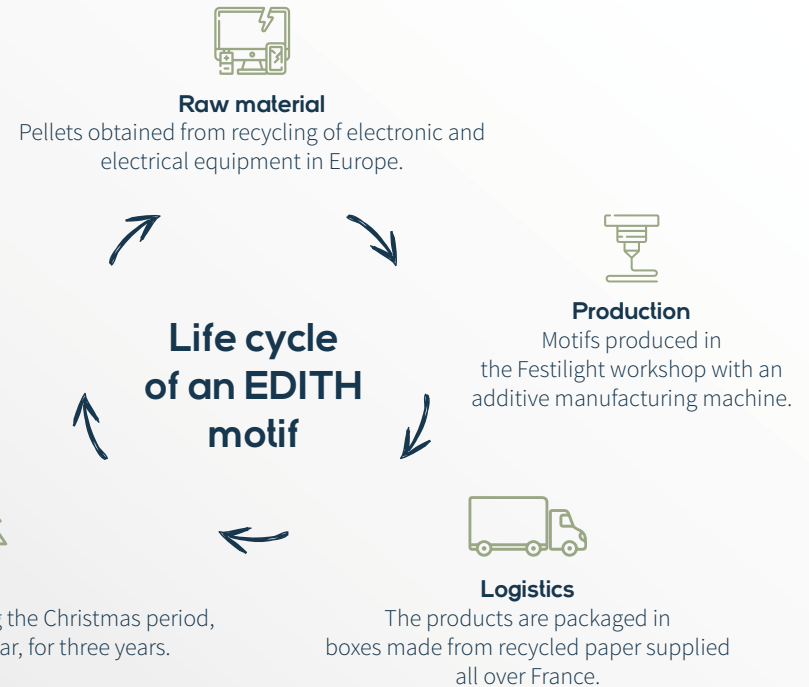 Raw material
Pellets obtained from recycling of electronic and
electrical equipment in Europe.
Production
Motifs produced in
the Festilight workshop with an
additive manufacturing machine.
Life cycle
of an EDITH
motif
Logistics
The products are packaged in
boxes made from recycled paper supplied
all over France.
the Christmas period,
for three years.